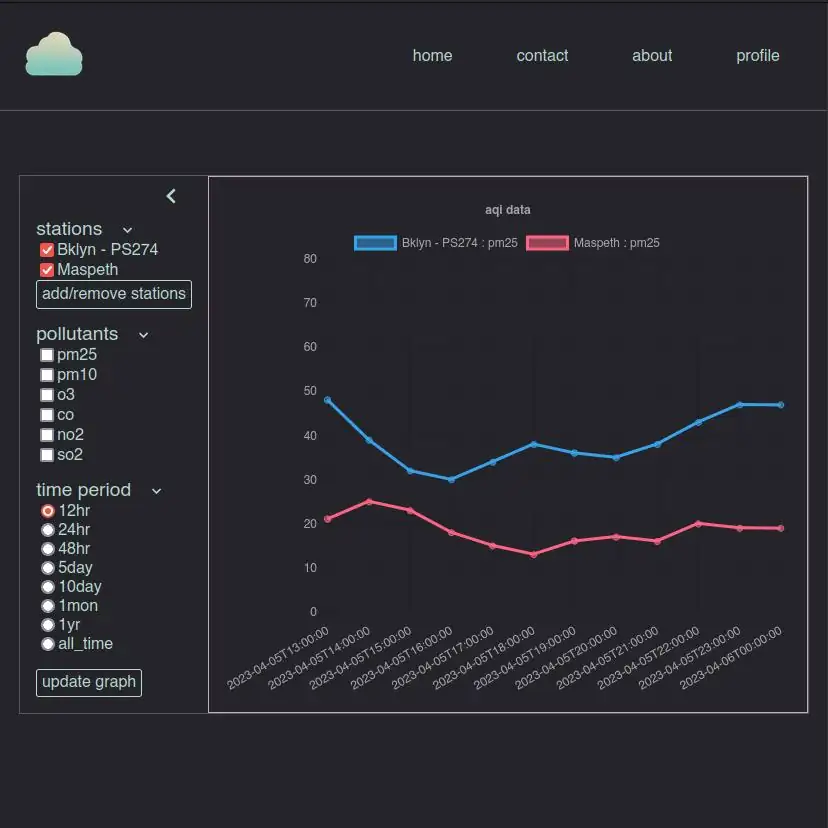 home contact about profile
stations
Bklyn - PS274
Maspeth
add/remove stations
pollutants
pm25
pm10
o3
co
no2
so2
time period
12hr
24hr
48hr
5day
10day
1mon
1yr
all_time
update graph
aqi data
Bklyn - PS274 : pm25 Maspeth : pm25
80
70
60
50
40
30
20
10
0
2023-04-05T13:00:00
2023-04-05T14:00:00
2023-04-05T15:00:00
2023-04-05T16:00:00
2023-04-05T17:00:00
2023-04-05T18:00:00
2023-04-05T19:00:00
2023-04-05T20:00:00
2023-04-05T21:00:00
2023-04-05T22:00:00
2023-04-05T23:00:00
2023-04-06T00:00:00